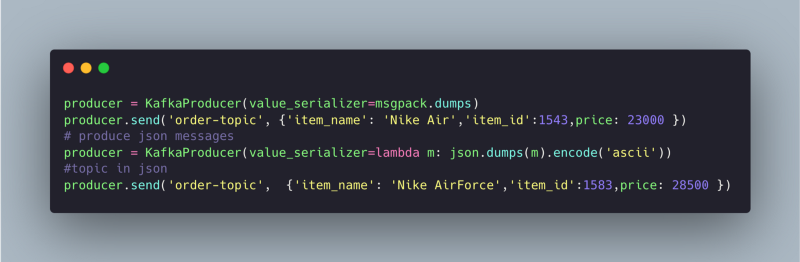 producer = KafkaProducer(value_serializer=msgpack.dumps)
producer.send('order-topic', {'item_name': 'Nike Air','item_id':1543,price: 23000 })
# produce json messages
producer = KafkaProducer(value_serializer=lambda m: json.dumps(m).encode('ascii'))
#topic in json
producer.send('order-topic',  {'item_name': 'Nike AirForce','item_id':1583,price: 28500 })